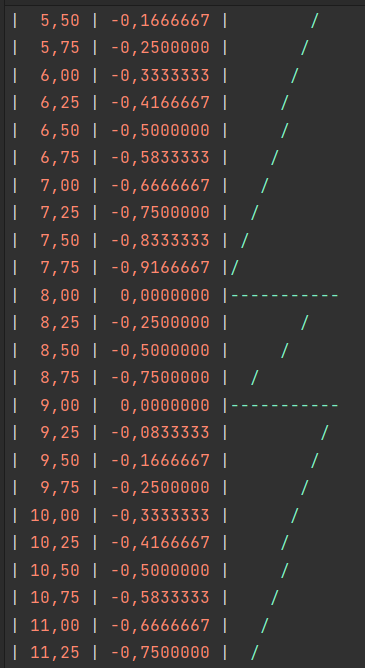 |  5,50 | -0,1666667 |        /
|  5,75 | -0,2500000 |       /
|  6,00 | -0,3333333 |      /
|  6,25 | -0,4166667 |     /
|  6,50 | -0,5000000 |     /
|  6,75 | -0,5833333 |    /
|  7,00 | -0,6666667 |   /
|  7,25 | -0,7500000 |  /
|  7,50 | -0,8333333 | /
|  7,75 | -0,9166667 |/
|  8,00 |  0,0000000 |-----------
|  8,25 | -0,2500000 |       /
|  8,50 | -0,5000000 |     /
|  8,75 | -0,7500000 |  /
|  9,00 |  0,0000000 |-----------
|  9,25 | -0,0833333 |         /
|  9,50 | -0,1666667 |        /
|  9,75 | -0,2500000 |       /
| 10,00 | -0,3333333 |      /
| 10,25 | -0,4166667 |     /
| 10,50 | -0,5000000 |     /
| 10,75 | -0,5833333 |    /
| 11,00 | -0,6666667 |   /
| 11,25 | -0,7500000 |  /